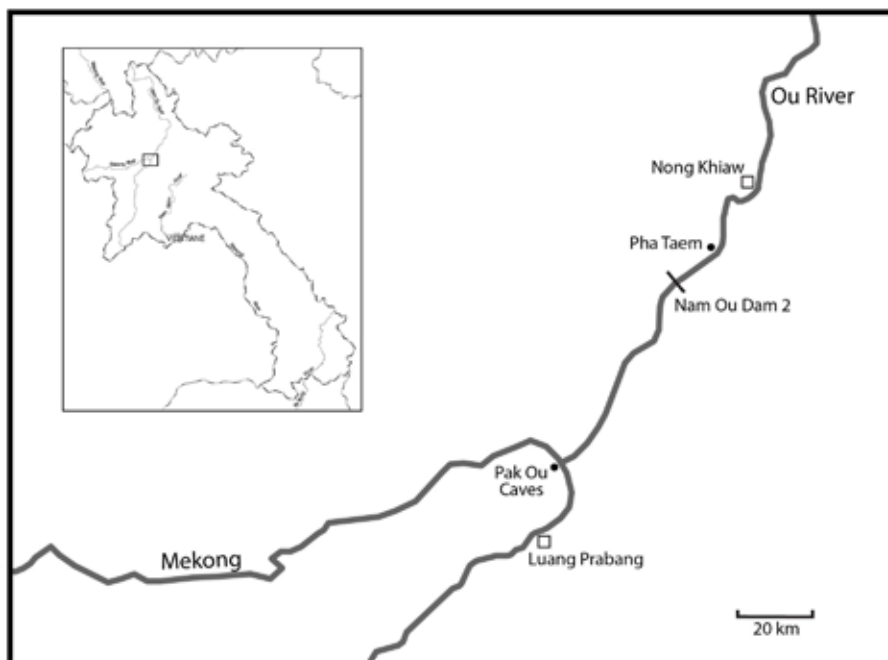 Ou River
Nong Khiaw
Pha Taem
Nam Ou Dam 2
Pak Ou
Caves
Mekong
Luang Prabang
20 km